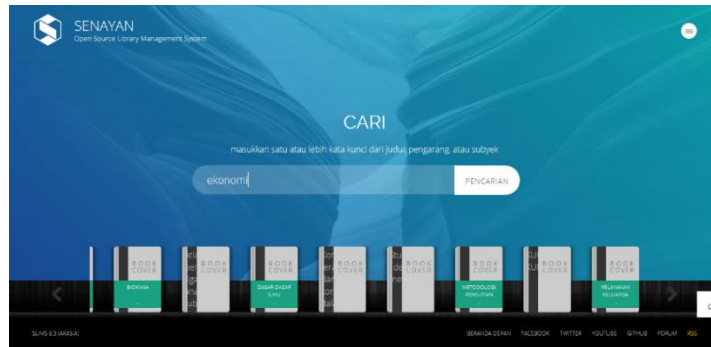 SENAYAN
Open Source Library Management System
CARI
masukkan satu atau lebih kata kunci dari judul, pengarang, atau subyek
ekonomi
PENCARIAN
BOOK COVER
BIOKIMIA
BOOK COVER
BOOK COVER
DASAR-DASAR
ILMU
BOOK COVER
BOOK COVER
BOOK COVER
METODOLOGI
PENELITIAN
BOOK COVER
BOOK COVER
PELAYANAN
KELUARGA
SLIMS 8.3 (AKASIA)
BERANDA DEPAN FACEBOOK TWITTER YOUTUBE GITHUB FORUM RSS